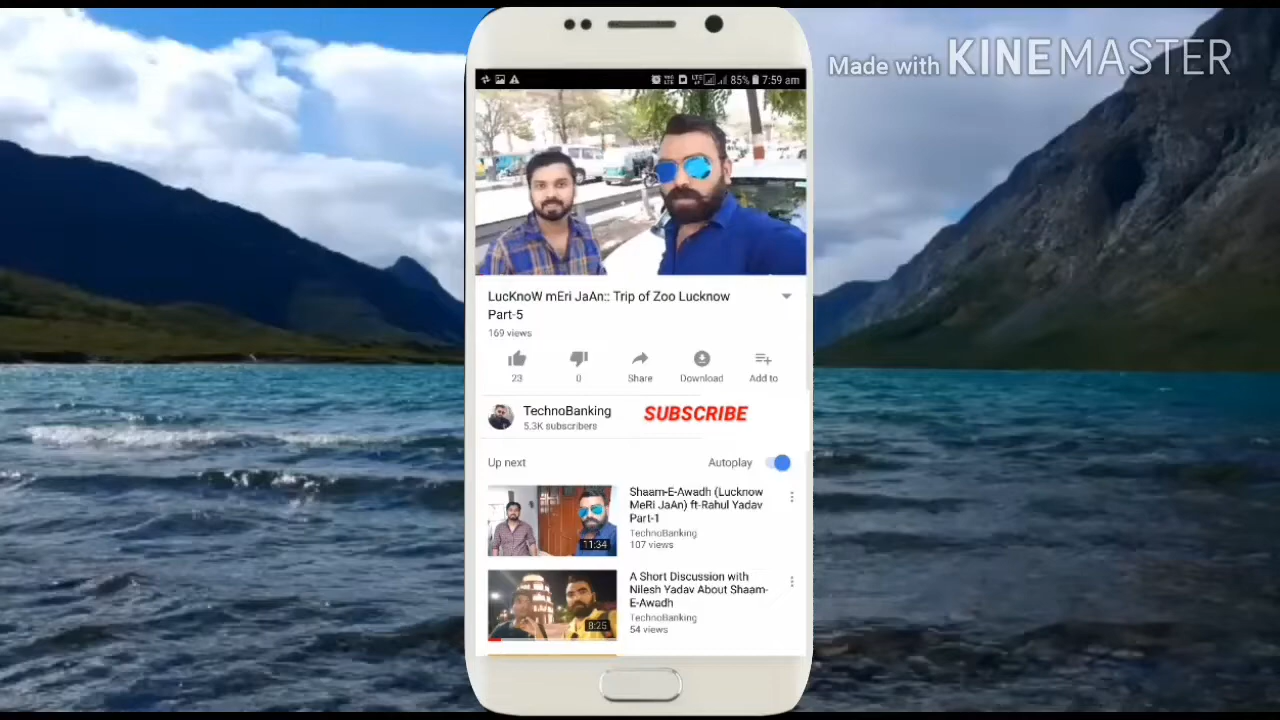 Made with KINEMASTER
85% 7:59 am
LucKnoW mEri JaAn:: Trip of Zoo Lucknow
Part-5
169 views
23
0
Share
Download
Add to
TechnoBanking
5.3K subscribers
SUBSCRIBE
Up next
Autoplay
Shaam-E-Awadh (Lucknow
MeRi JaAn) ft-Rahul Yadav
Part-1
TechnoBanking
107 views
11:34
A Short Discussion with
Nilesh Yadav About Shaam-
E-Awadh
TechnoBanking
54 views
8:25